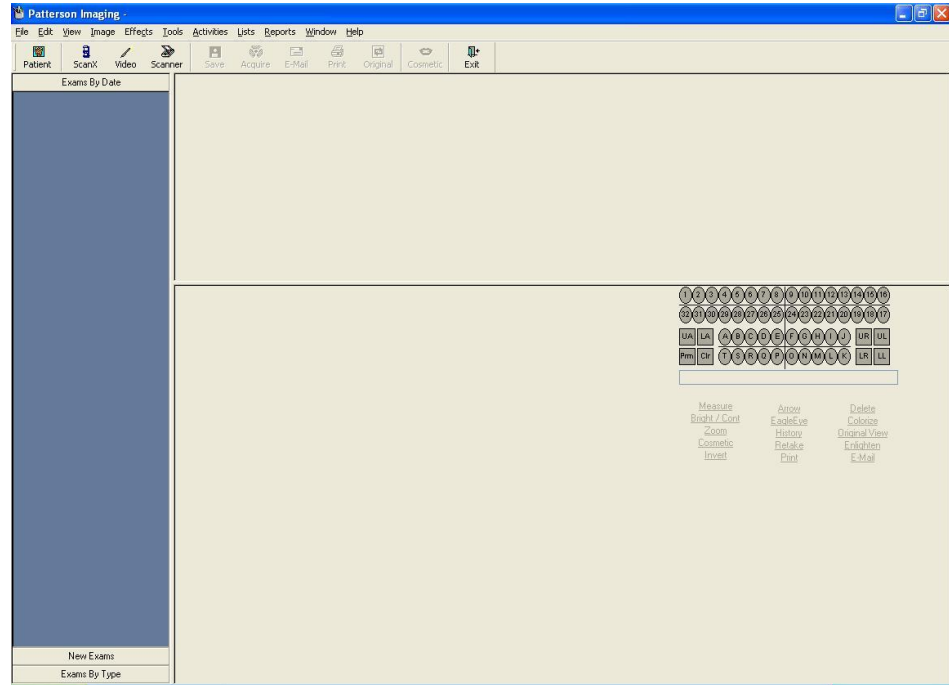 Patterson Imaging -
File Edit View Image Effects Tools Activities Lists Reports Window Help
Patient ScanX Video Scanner Save Acquire E-Mail Print Original Cosmetic Exit
Exams By Date
1 2 3 4 5 6 7 8 9 10 11 12 13 14 15 16
32 31 30 29 28 27 26 25 24 23 22 21 20 19 18 17
UA LA A B C D E F G H I J UR UL
Prm Clr T S R Q P O N M L K LR LL
Measure Arrow Delete
Bright / Cont EagleEye Colorize
Zoom History Original View
Cosmetic Retake Enlighten
Invert Print E-Mail
New Exams
Exams By Type